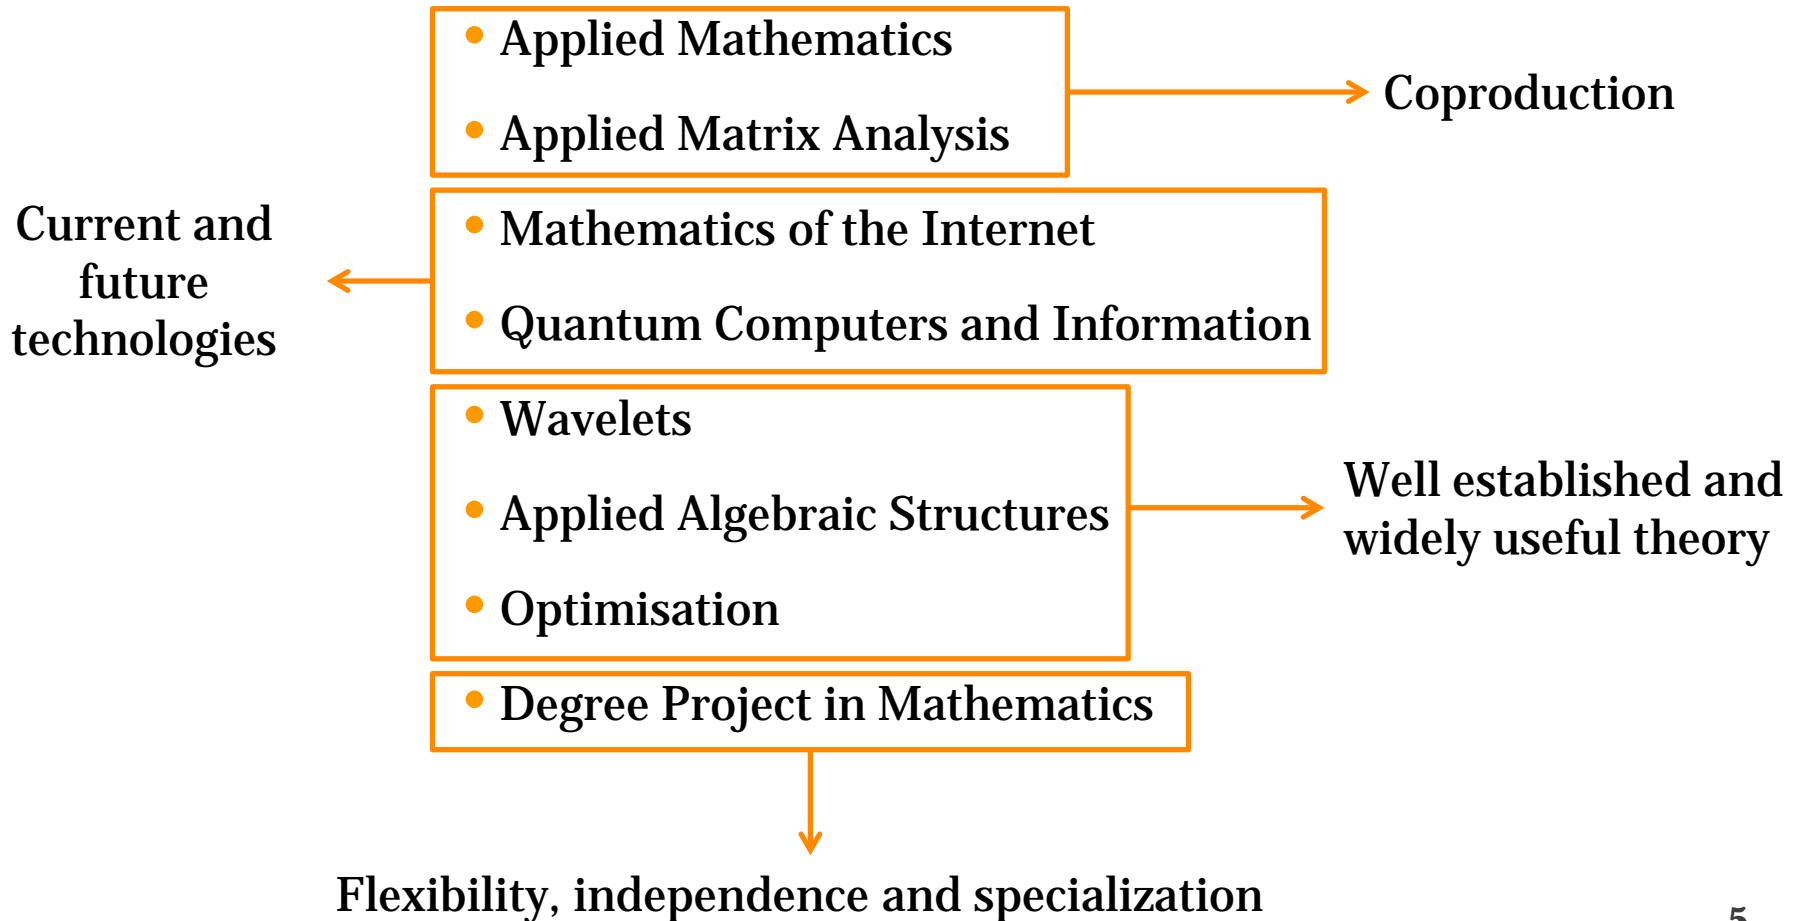 • Applied Mathematics
• Applied Matrix Analysis
Coproduction
Current and
future
technologies
• Mathematics of the Internet
• Quantum Computers and Information
• Wavelets
• Applied Algebraic Structures
• Optimisation
Well established and
widely useful theory
• Degree Project in Mathematics
Flexibility, independence and specialization
5